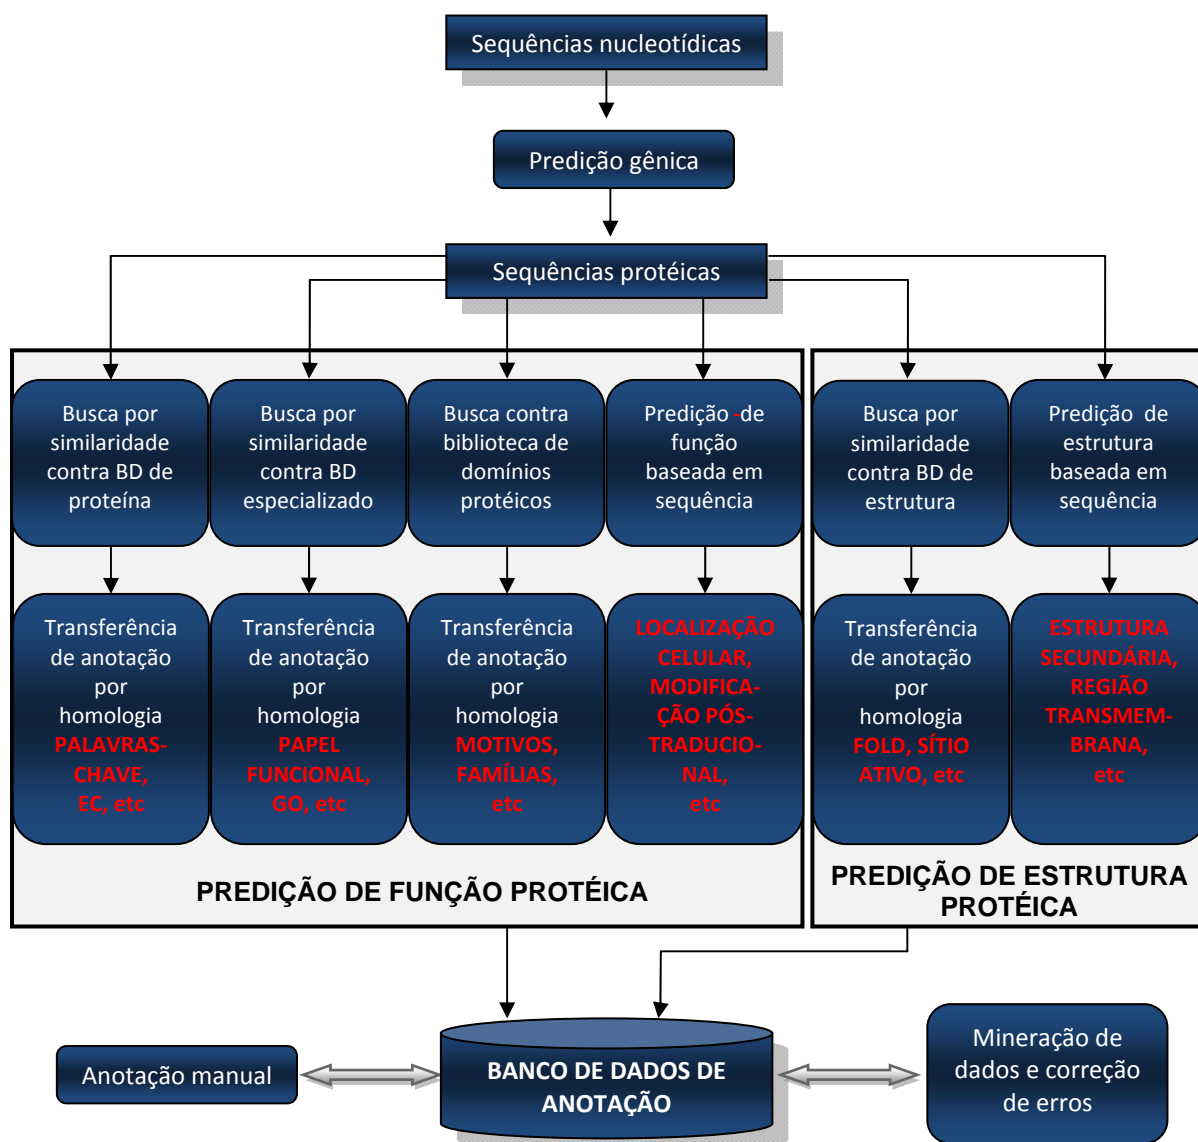 Sequências nucleotídicas
Predição gênica
Sequências protéicas
Busca por
similaridade
contra BD de
proteína
Busca por
similaridade
contra BD
especializado
Busca contra
biblioteca de
domínios
protéicos
Predição -de
função
baseada em
sequência
Busca por
similaridade
contra BD de
estrutura
Predição de
estrutura
baseada em
sequência
Transferência
de anotação
por
homologia
PALAVRAS-
CHAVE,
EC, etc
Transferência
de anotação
por
homologia
PAPEL
FUNCIONAL,
GO, etc
Transferência
de anotação
por
homologia
MOTIVOS,
FAMÍLIAS,
etc
LOCALIZAÇÃO
CELULAR,
MODIFICA-
ÇÃO PÓS-
TRADUCIO-
NAL,
etc
Transferência
de anotação
por
homologia
FOLD, SÍTIO
ATIVO, etc
ESTRUTURA
SECUNDÁRIA,
REGIÃO
TRANSMEM-
BRANA,
etc
PREDIÇÃO DE FUNÇÃO PROTÉICA
PREDIÇÃO DE ESTRUTURA
PROTÉICA
Anotação manual
BANCO DE DADOS DE
ANOTAÇÃO
Mineração de
dados e correção
de erros